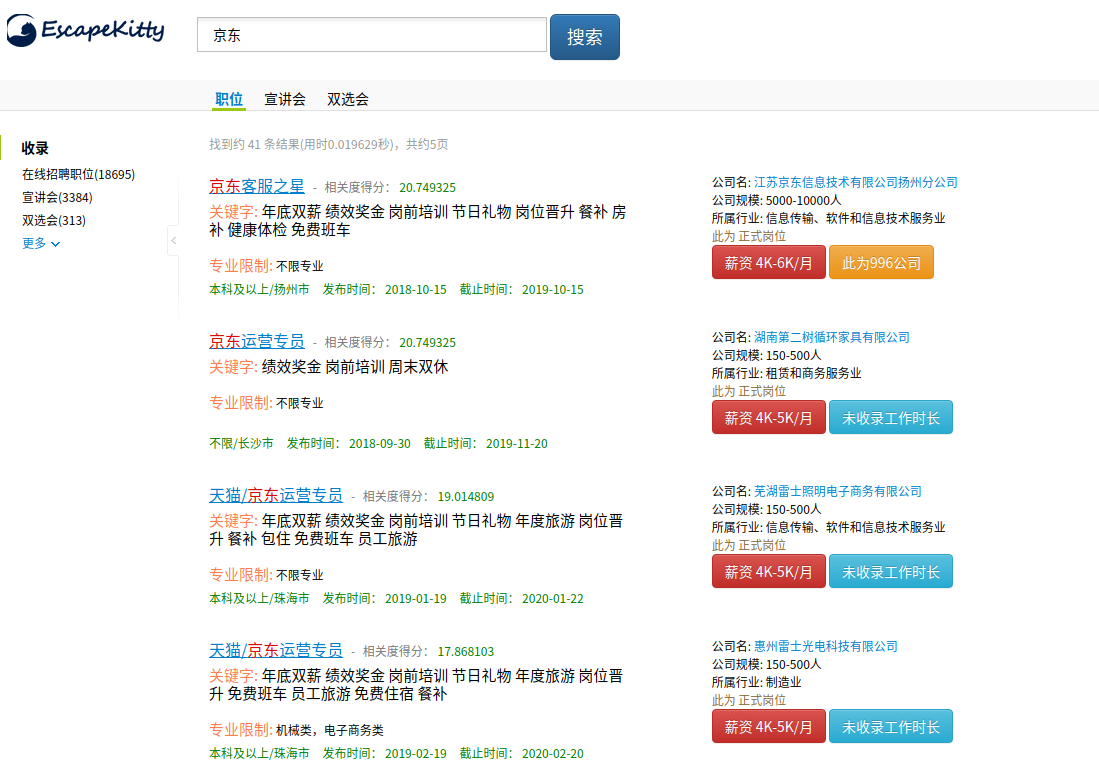 EscapeKitty
京东
搜索
职位 宣讲会 双选会
收录
在线招聘职位(18695)
宣讲会(3384)
双选会(313)
更多
找到约 41 条结果(用时0.019629秒)，共约5页
京东客服之星 - 相关度得分： 20.749325
关键字: 年底双薪 绩效奖金 岗前培训 节日礼物 岗位晋升 餐补 房
补 健康体检 免费班车
专业限制: 不限专业
本科及以上/扬州市 发布时间： 2018-10-15 截止时间： 2019-10-15
公司名: 江苏京东信息技术有限公司扬州分公司
公司规模: 5000-10000人
所属行业: 信息传输、软件和信息技术服务业
此为 正式岗位
薪资 4K-6K/月 此为996公司
京东运营专员 - 相关度得分： 20.749325
关键字: 绩效奖金 岗前培训 周末双休
专业限制: 不限专业
不限/长沙市 发布时间： 2018-09-30 截止时间： 2019-11-20
公司名: 湖南第二树循环家具有限公司
公司规模: 150-500人
所属行业: 租赁和商务服务业
此为 正式岗位
薪资 4K-5K/月 未收录工作时长
天猫/京东运营专员 - 相关度得分： 19.014809
关键字: 年底双薪 绩效奖金 岗前培训 节日礼物 年度旅游 岗位晋
升 餐补 包住 免费班车 员工旅游
专业限制: 不限专业
本科及以上/珠海市 发布时间： 2019-01-19 截止时间： 2020-01-22
公司名: 芜湖雷士照明电子商务有限公司
公司规模: 150-500人
所属行业: 信息传输、软件和信息技术服务业
此为 正式岗位
薪资 4K-5K/月 未收录工作时长
天猫/京东运营专员 - 相关度得分： 17.868103
关键字: 年底双薪 绩效奖金 岗前培训 节日礼物 年度旅游 岗位晋
升 免费班车 员工旅游 免费住宿 餐补
专业限制: 机械类，电子商务类
本科及以上/珠海市 发布时间： 2019-02-19 截止时间： 2020-02-20
公司名: 惠州雷士光电科技有限公司
公司规模: 150-500人
所属行业: 制造业
此为 正式岗位
薪资 4K-5K/月 未收录工作时长